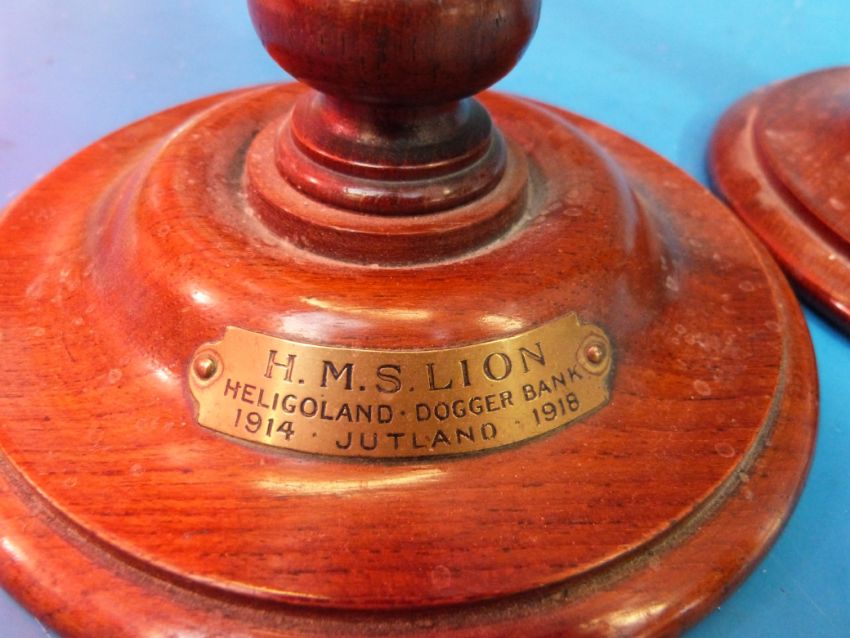 H.M.S. LION
HELIGOLAND · DOGGER BANK
1914 · JUTLAND · 1918